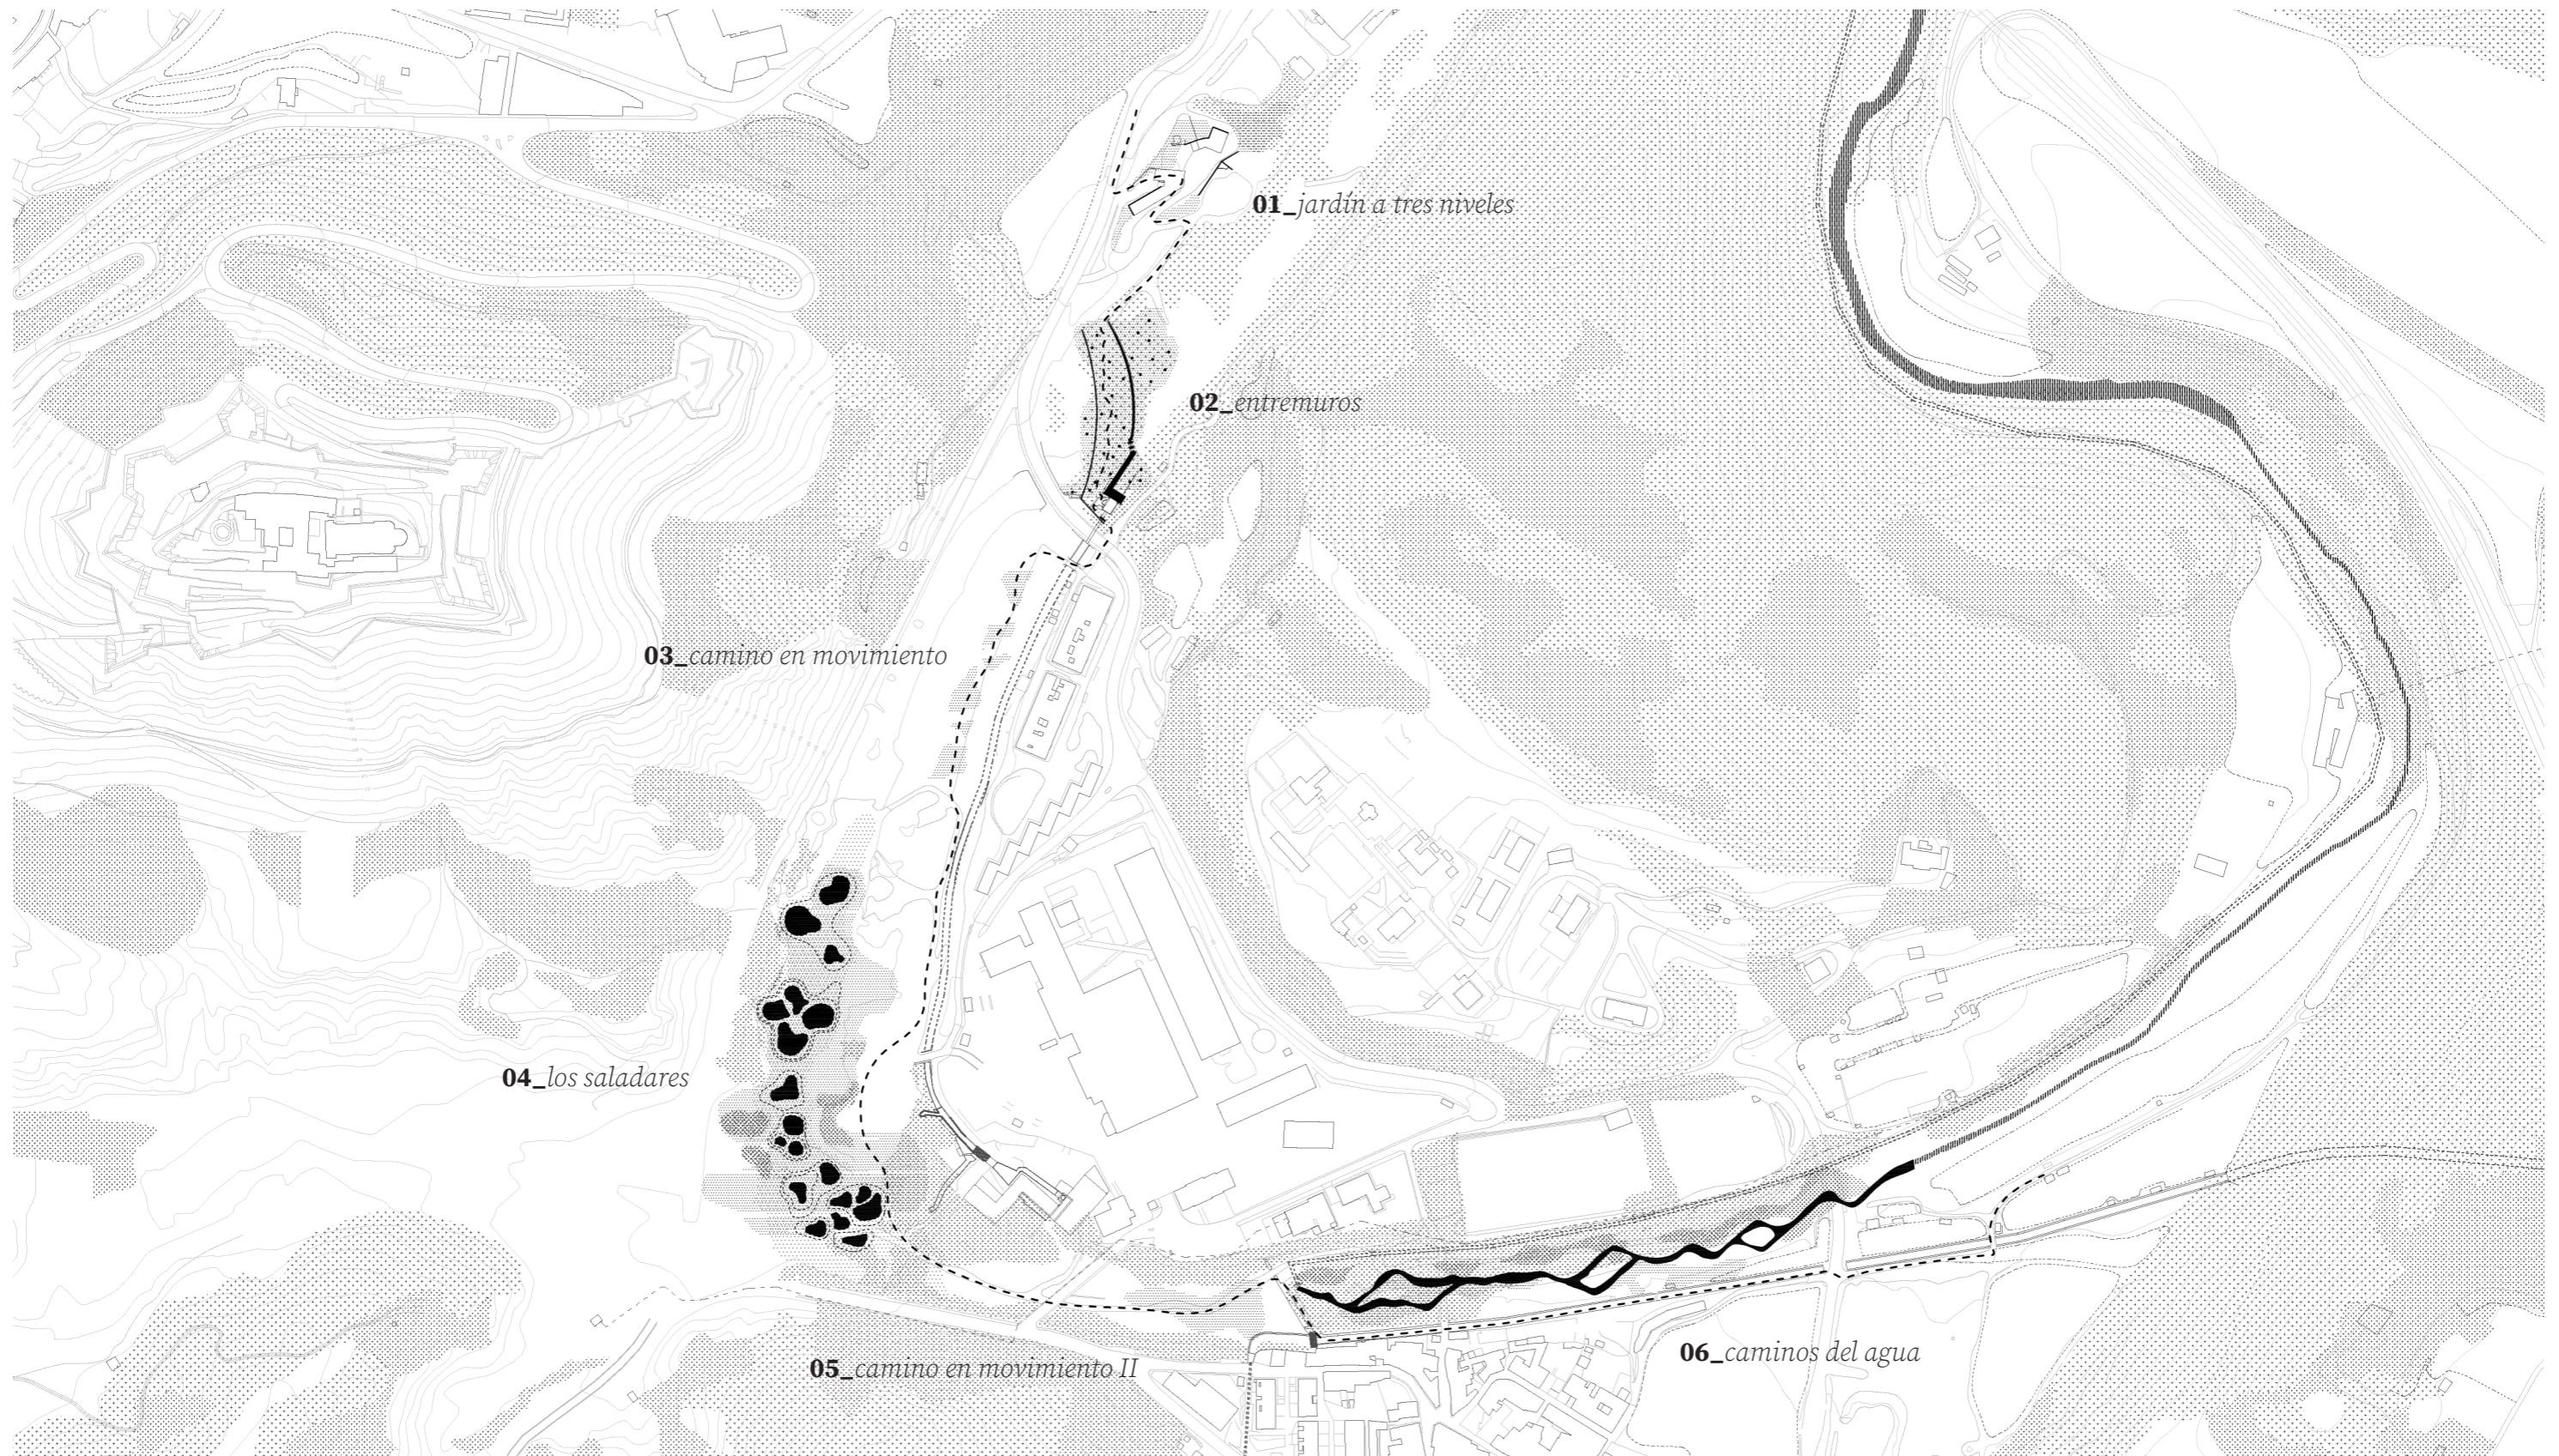 01_jardín a tres niveles
02_entremuros
03_camino en movimiento
04_los saladares
05_camino en movimiento II
06_caminos del agua